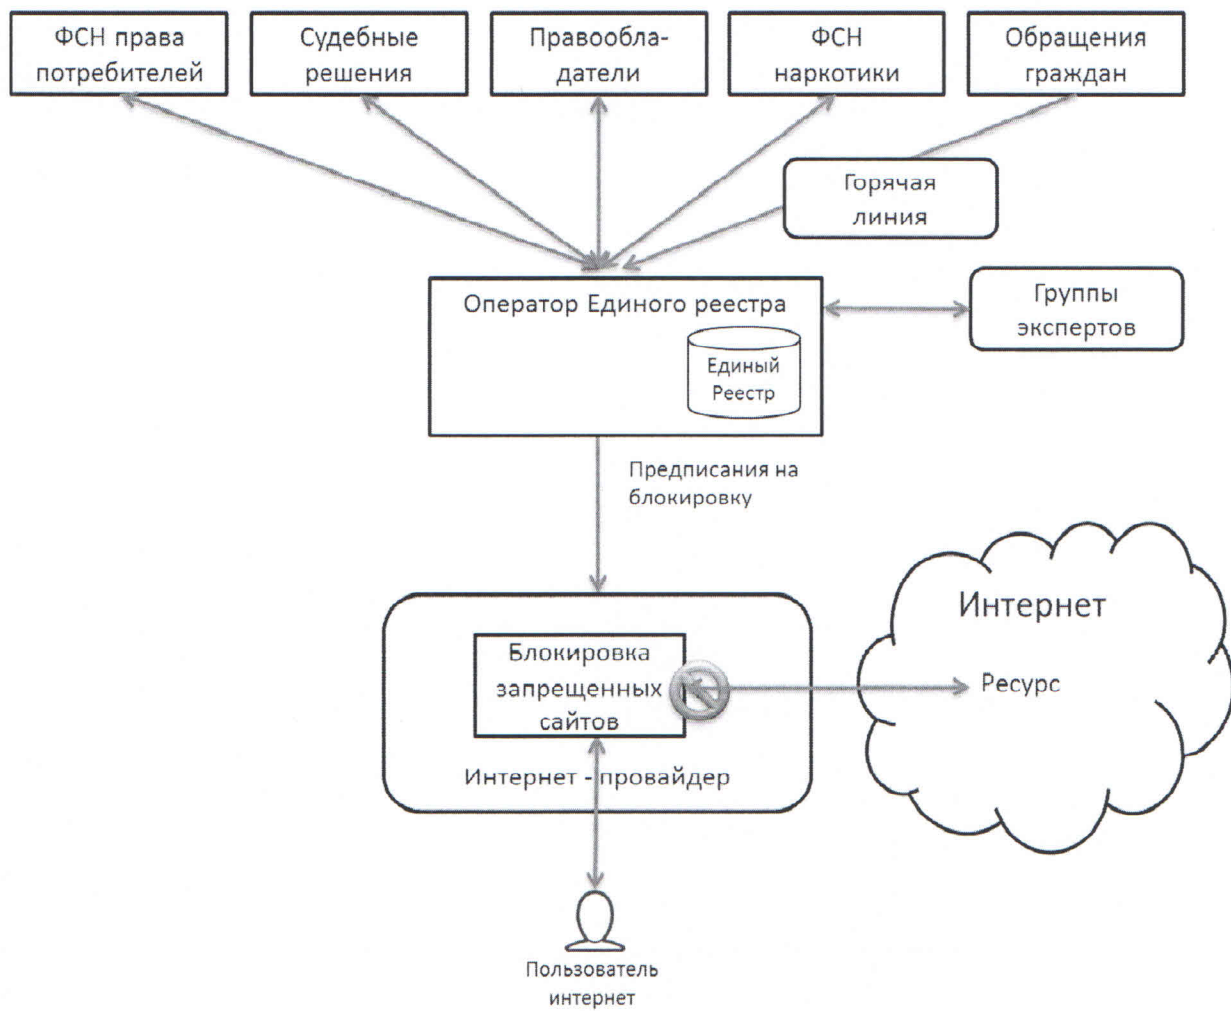 ФСН права
потребителей
Судебные
решения
Правообла-
датели
ФСН
наркотики
Обращения
граждан
Горячая
линия
Оператор Единого реестра
Единый
Реестр
Группы
экспертов
Предписания на
блокировку
Интернет
Ресурс
Блокировка
запрещенных
сайтов
Интернет - провайдер
Пользователь
интернет